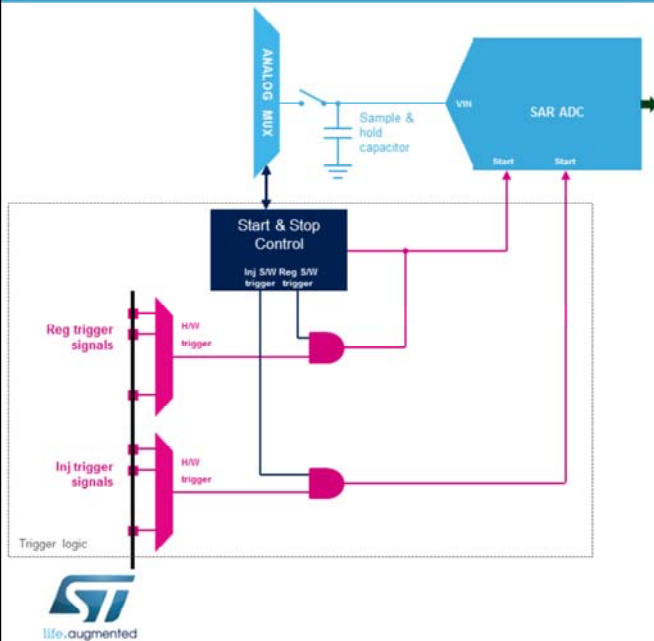 ANALOG MUX
Sample &
hold
capacitor
VIN
SAR ADC
Start
Start
Start & Stop
Control
Inj S/W Reg S/W
trigger trigger
Reg trigger
signals
H/W
trigger
Inj trigger
signals
H/W
trigger
Trigger logic
ST
life.augmented